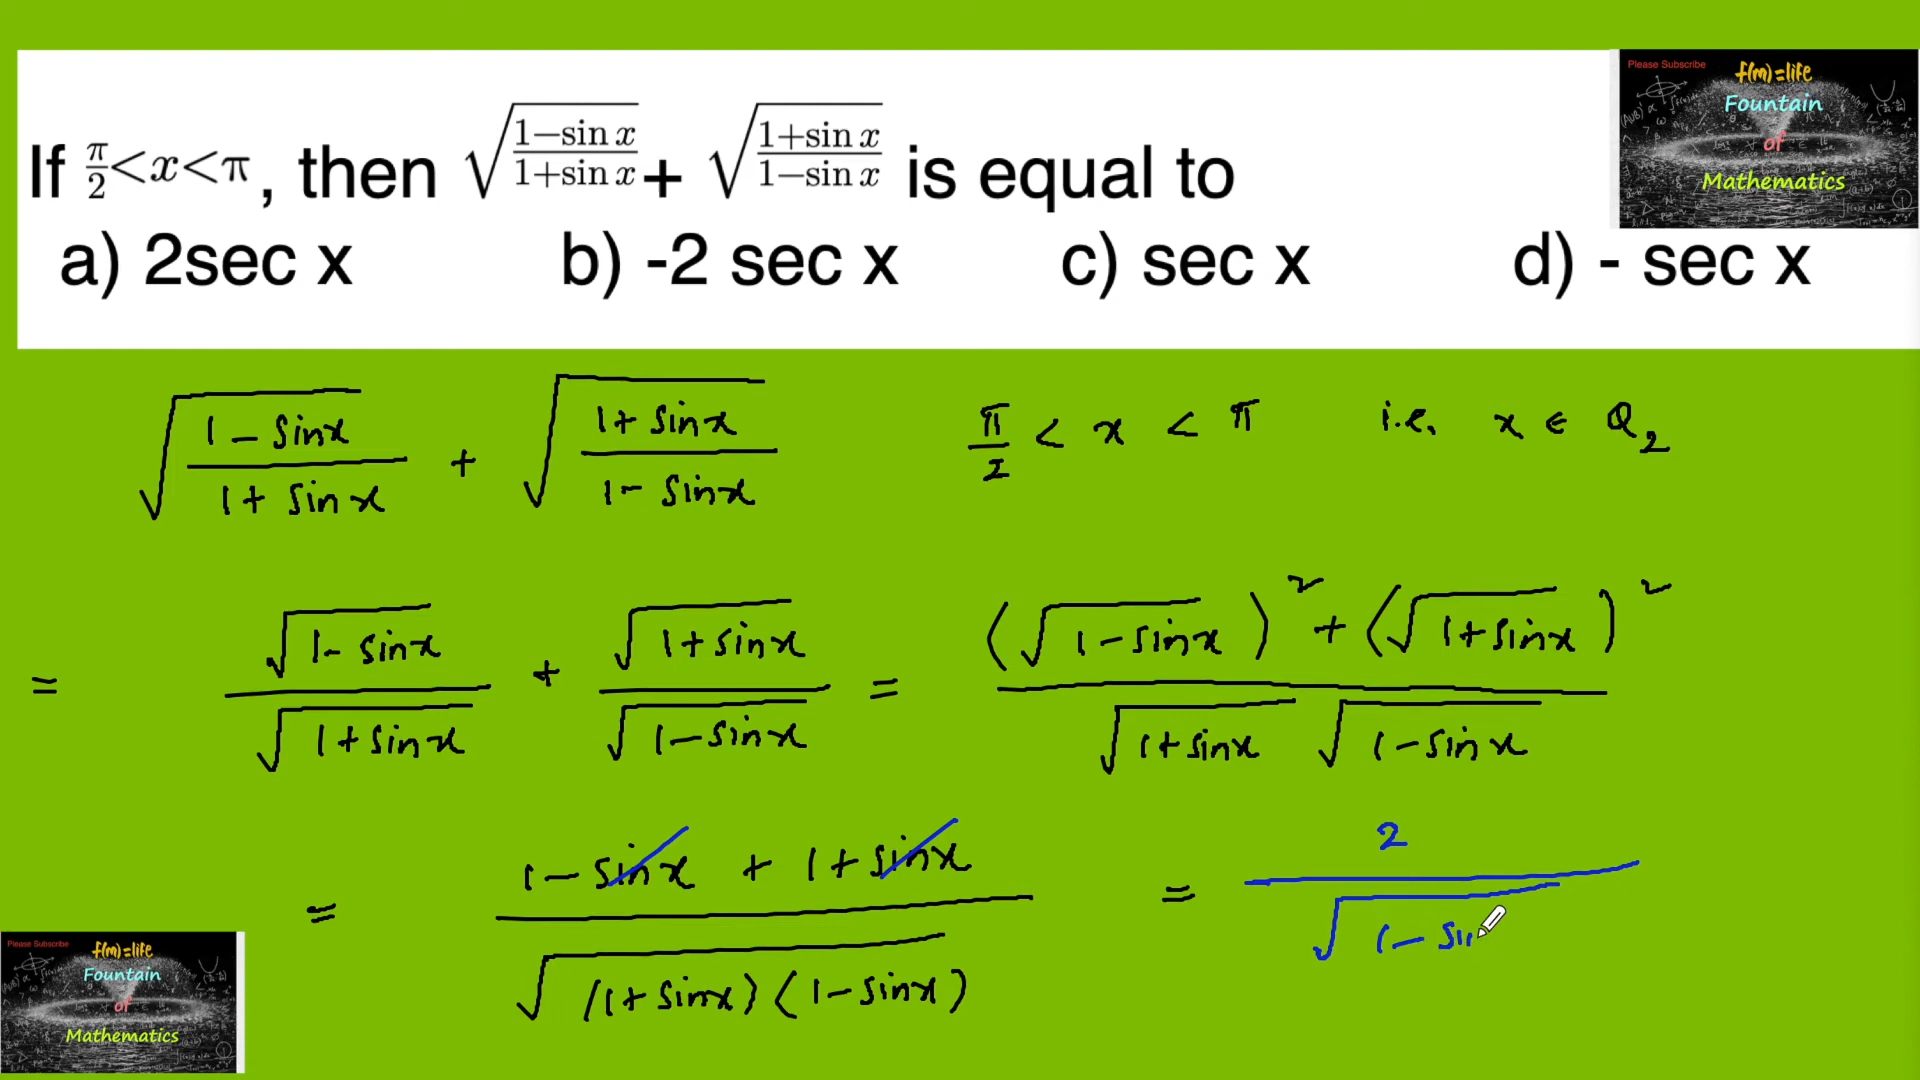 If π/2<x<π, then √(1−sin x / 1+sin x) + √(1+sin x / 1−sin x) is equal to
a) 2sec x b) -2 sec x c) sec x d) - sec x
Please Subscribe
f(m)=life
Fountain
of
Mathematics
√(1 - sinx / 1 + sinx) + √(1 + sinx / 1 - sinx) π/2 < x < π i.e. x ∈ Q₂
= √(1 - sinx) / √(1 + sinx) + √(1 + sinx) / √(1 - sinx) = ((√(1 - sinx))² + (√(1 + sinx))²) / (√(1 + sinx) √(1 - sinx))
= (1 - sinx + 1 + sinx) / √((1 + sinx)(1 - sinx)) = 2 / √(1 - sin
Please Subscribe
f(m)=life
Fountain
of
Mathematics